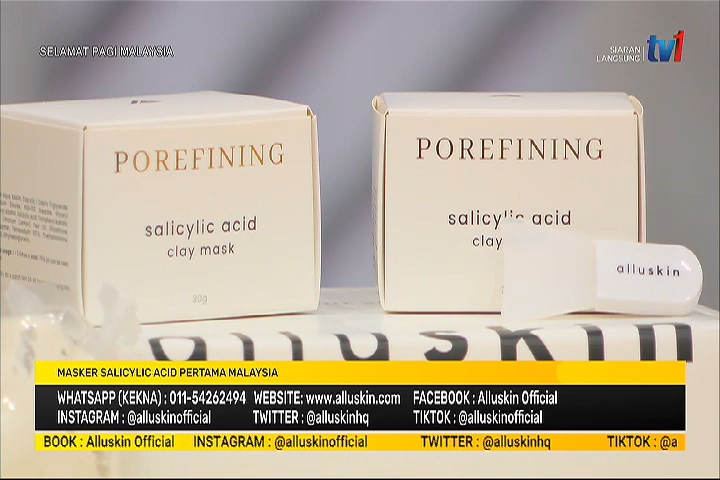 SELAMAT PAGI MALAYSIA
SIARAN
LANGSUNG tv1
POREFINING
salicylic acid
clay mask
30g
POREFINING
salicylic acid
clay
alluskin
alluskin
MASKER SALICYLIC ACID PERTAMA MALAYSIA
WHATSAPP (KEKNA) : 011-54262494 WEBSITE: www.alluskin.com FACEBOOK : Alluskin Official
INSTAGRAM : @alluskinofficial TWITTER : @alluskinhq TIKTOK : @alluskinofficial
BOOK : Alluskin Official INSTAGRAM : @alluskinofficial TWITTER : @alluskinhq TIKTOK : @a